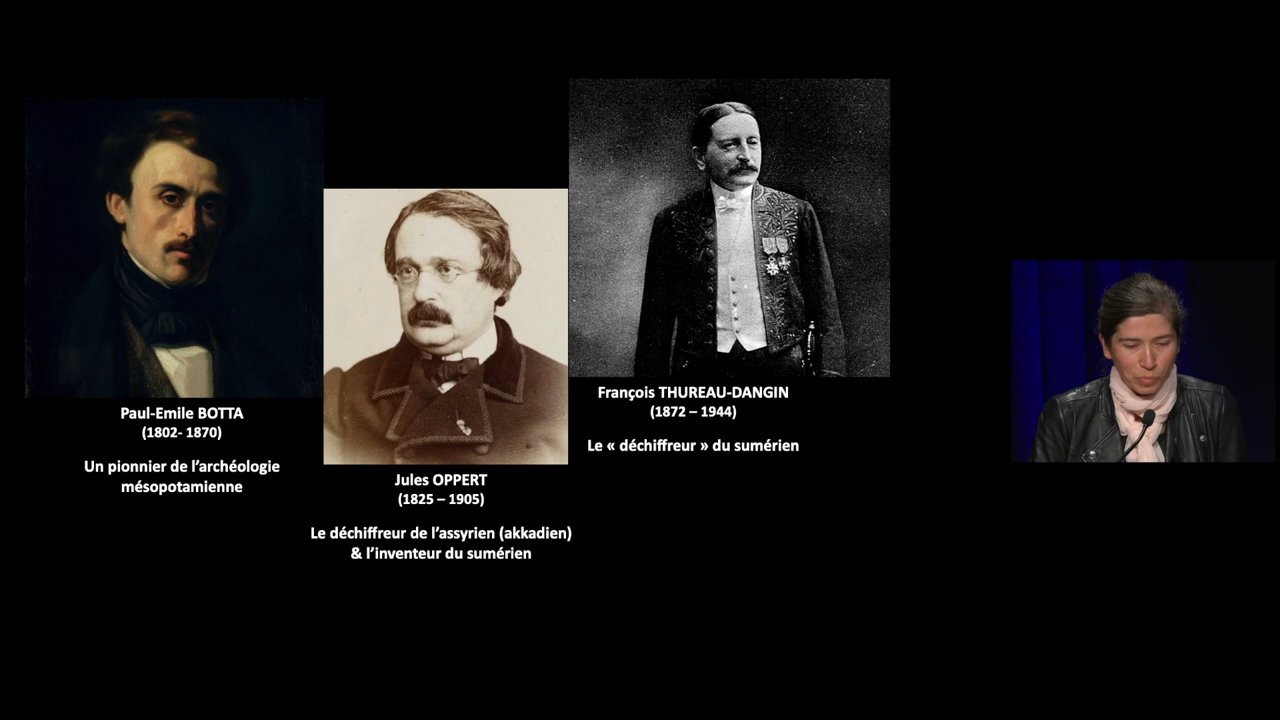 Paul-Emile BOTTA
(1802- 1870)
Un pionnier de l’archéologie
mésopotamienne
Jules OPPERT
(1825 – 1905)
Le déchiffreur de l’assyrien (akkadien)
& l’inventeur du sumérien
François THUREAU-DANGIN
(1872 – 1944)
Le « déchiffreur » du sumérien